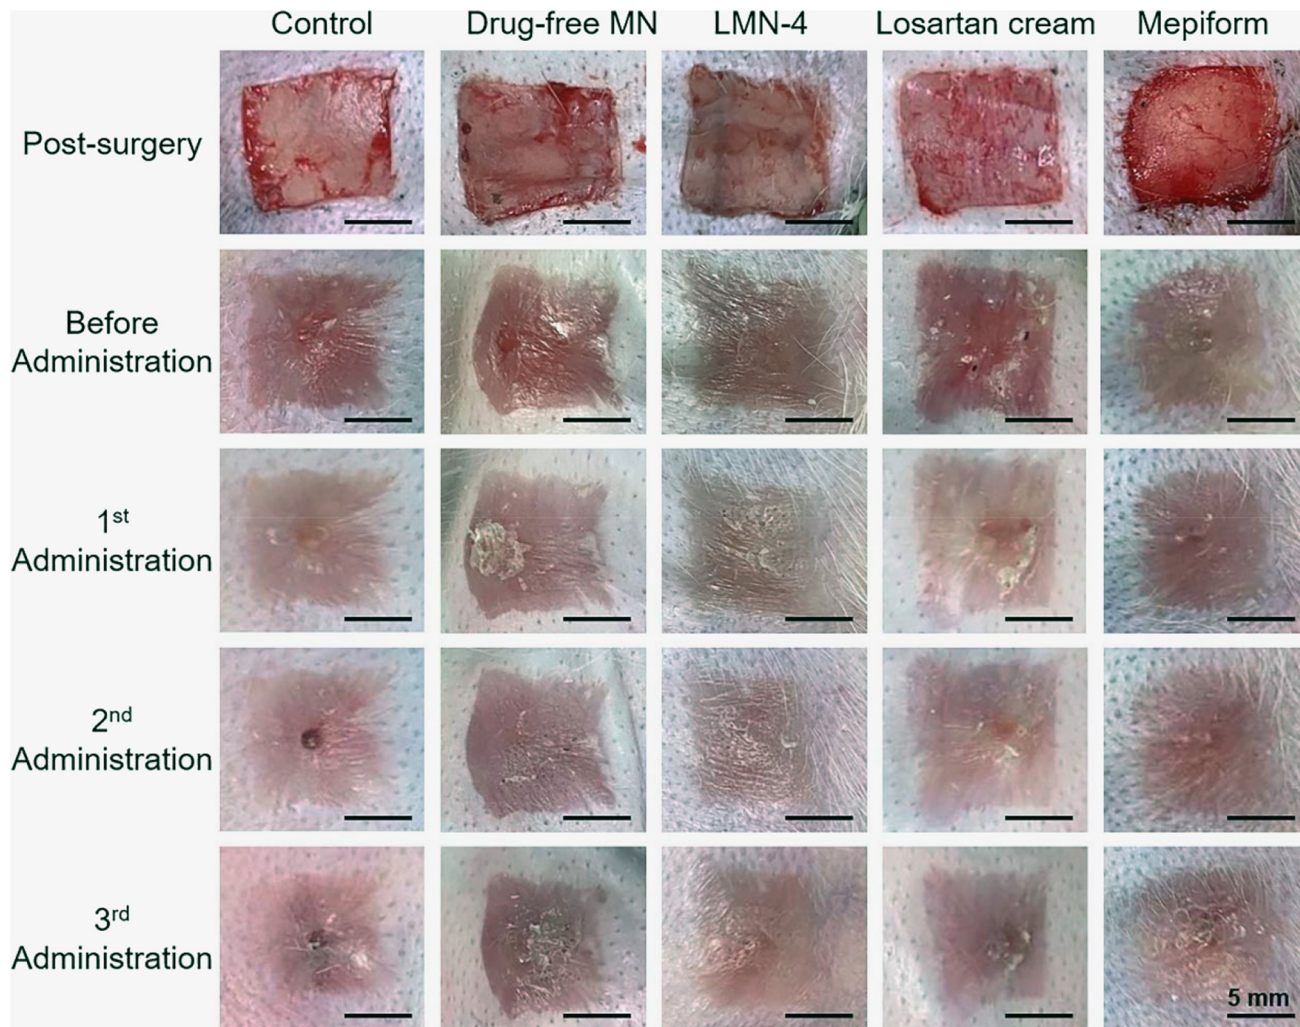 Control Drug-free MN LMN-4 Losartan cream Mepiform
Post-surgery
Before
Administration
1st
Administration
2nd
Administration
3rd
Administration
5 mm